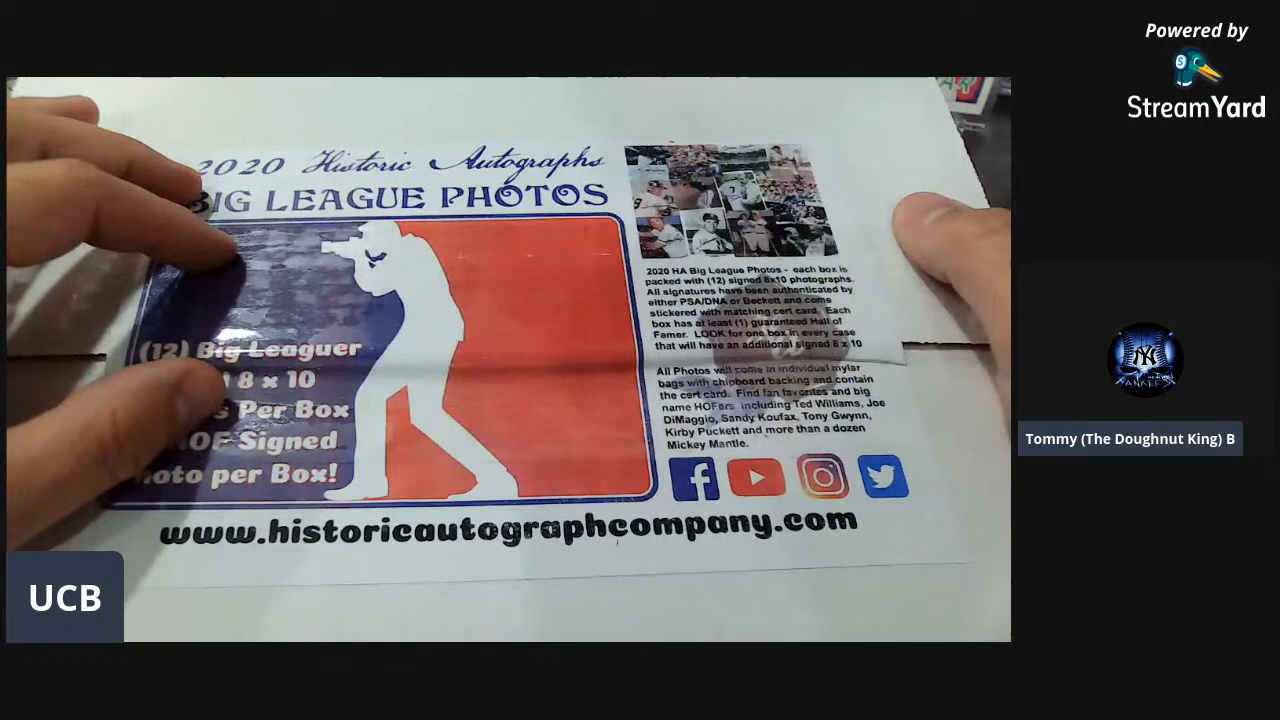 Powered by
StreamYard
2020 Historic Autographs
BIG LEAGUE PHOTOS
(12) Big Leaguer
8 x 10
Per Box
HOF Signed
Photo per Box!
2020 HA Big League Photos - each box is
packed with (12) signed 8x10 photographs.
All signatures have been authenticated by
either PSA/DNA or Beckett and come
stickered with matching cert card. Each
box has at least (1) guaranteed Hall of
Famer. LOOK for one box in every case
that will have an additional signed 8 x 10
All Photos will come in individual mylar
bags with chipboard backing and contain
the cert card. Find fan favorites and big
name HOFers including Ted Williams, Joe
DiMaggio, Sandy Koufax, Tony Gwynn,
Kirby Puckett and more than a dozen
Mickey Mantle.
www.historicautographcompany.com
UCB
Tommy (The Doughnut King) B